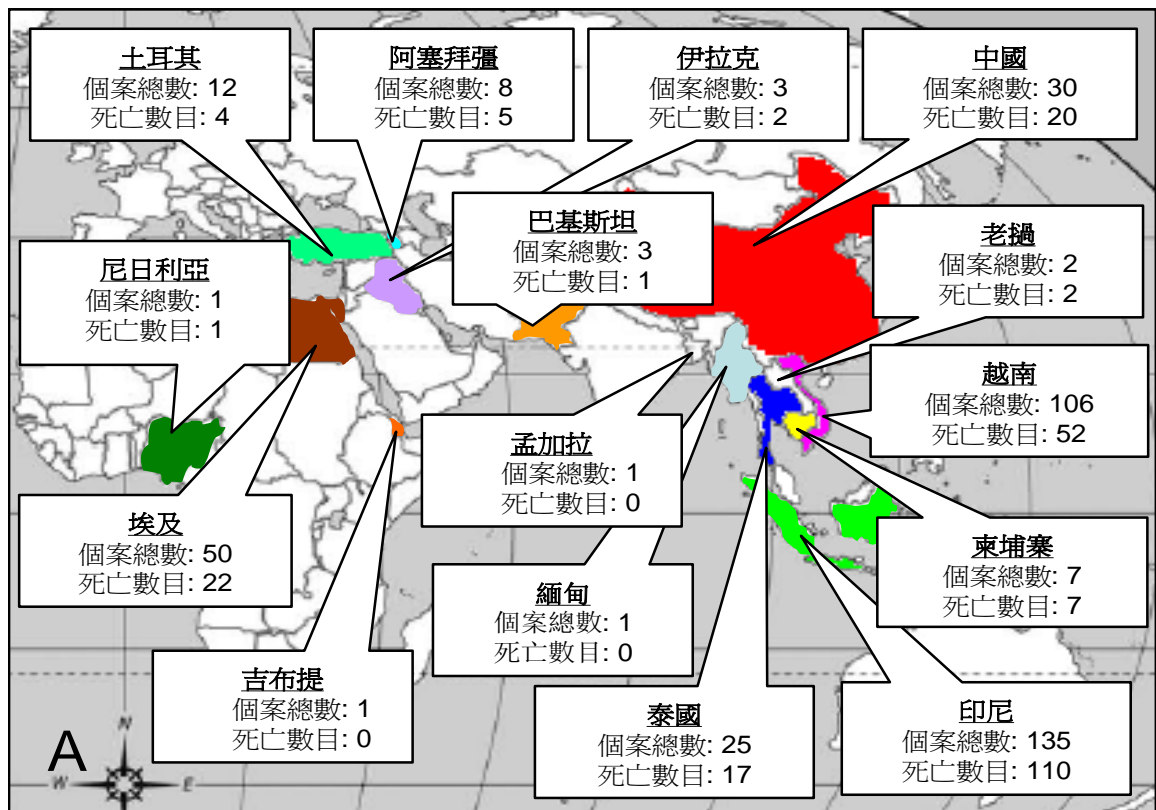 土耳其
個案總數: 12
死亡數目: 4
阿塞拜彊
個案總數: 8
死亡數目: 5
伊拉克
個案總數: 3
死亡數目: 2
中國
個案總數: 30
死亡數目: 20
巴基斯坦
個案總數: 3
死亡數目: 1
老撾
個案總數: 2
死亡數目: 2
尼日利亞
個案總數: 1
死亡數目: 1
越南
個案總數: 106
死亡數目: 52
孟加拉
個案總數: 1
死亡數目: 0
埃及
個案總數: 50
死亡數目: 22
柬埔寨
個案總數: 7
死亡數目: 7
緬甸
個案總數: 1
死亡數目: 0
吉布提
個案總數: 1
死亡數目: 0
泰國
個案總數: 25
死亡數目: 17
印尼
個案總數: 135
死亡數目: 110
A
N
W E